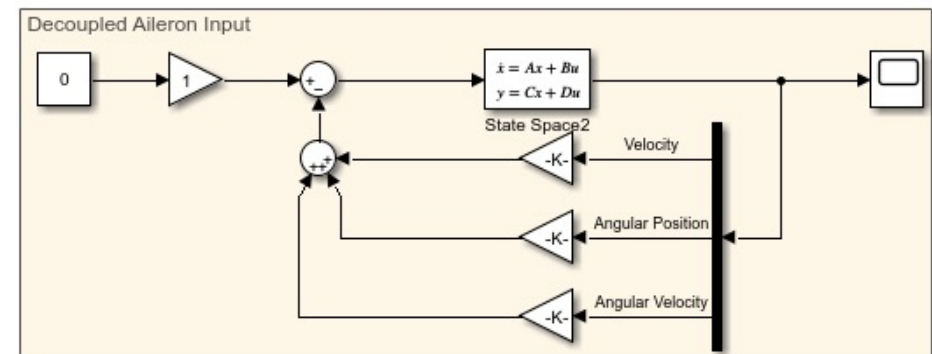 Decoupled Aileron Input
0
1
+
−
ẋ = Ax + Bu
y = Cx + Du
State Space2
+
++
-K-
Velocity
-K-
Angular Position
-K-
Angular Velocity